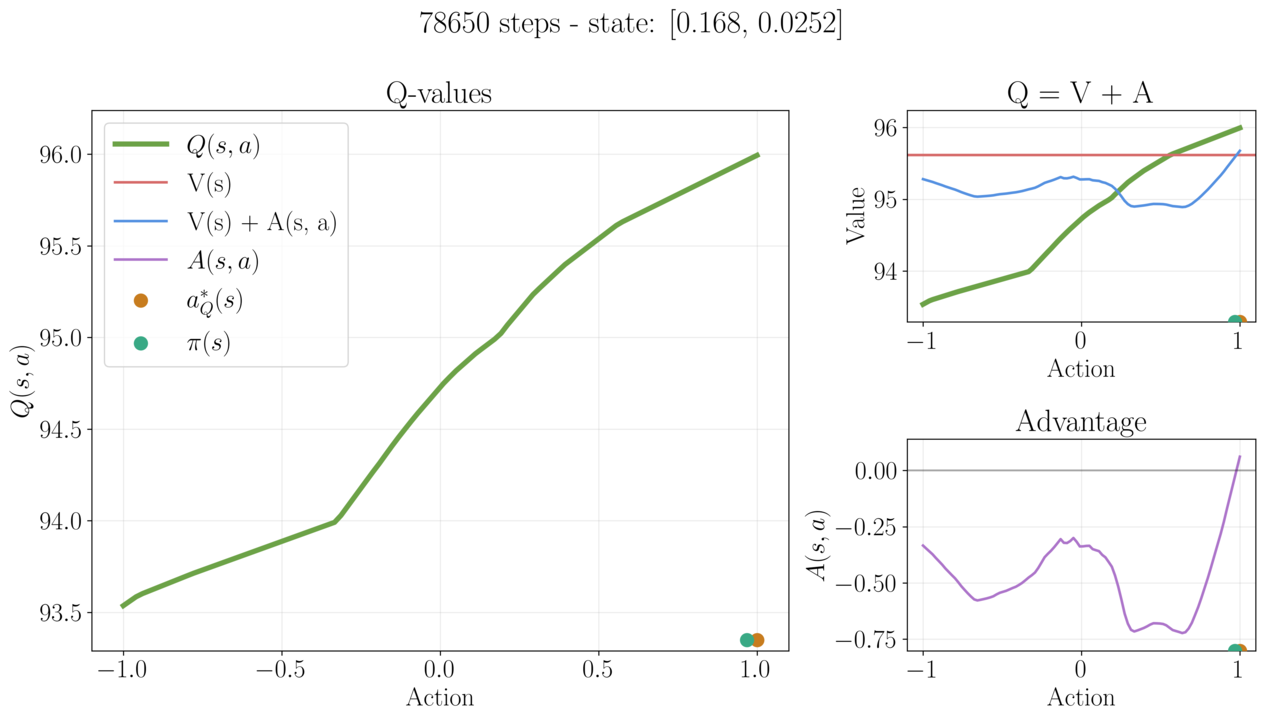 78650 steps - state: [0.168, 0.0252]
Q-values
Q(s, a)
96.0
95.5
95.0
94.5
94.0
93.5
−1.0 −0.5 0.0 0.5 1.0
Action
Q(s, a)
V(s)
V(s) + A(s, a)
A(s, a)
a*Q(s)
π(s)
Q = V + A
Value
96
95
94
−1 0 1
Action
Advantage
A(s, a)
0.00
−0.25
−0.50
−0.75
−1 0 1
Action